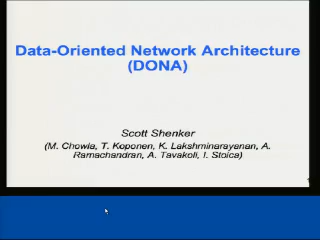 Data-Oriented Network Architecture
(DONA)
Scott Shenker
(M. Chowla, T. Koponen, K. Lakshminarayanan, A.
Ramachandran, A. Tavakoli, I. Stoica)